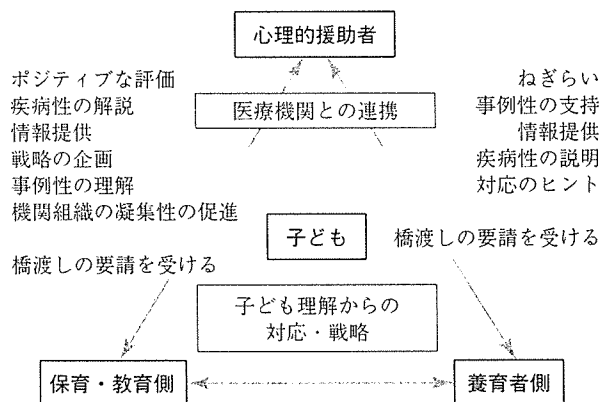 心理的援助者
ポジティブな評価
疾病性の解説
情報提供
戦略の企画
事例性の理解
機関組織の凝集性の促進
医療機関との連携
ねぎらい
事例性の支持
情報提供
疾病性の説明
対応のヒント
子ども
橋渡しの要請を受ける
橋渡しの要請を受ける
子ども理解からの
対応・戦略
保育・教育側
養育者側